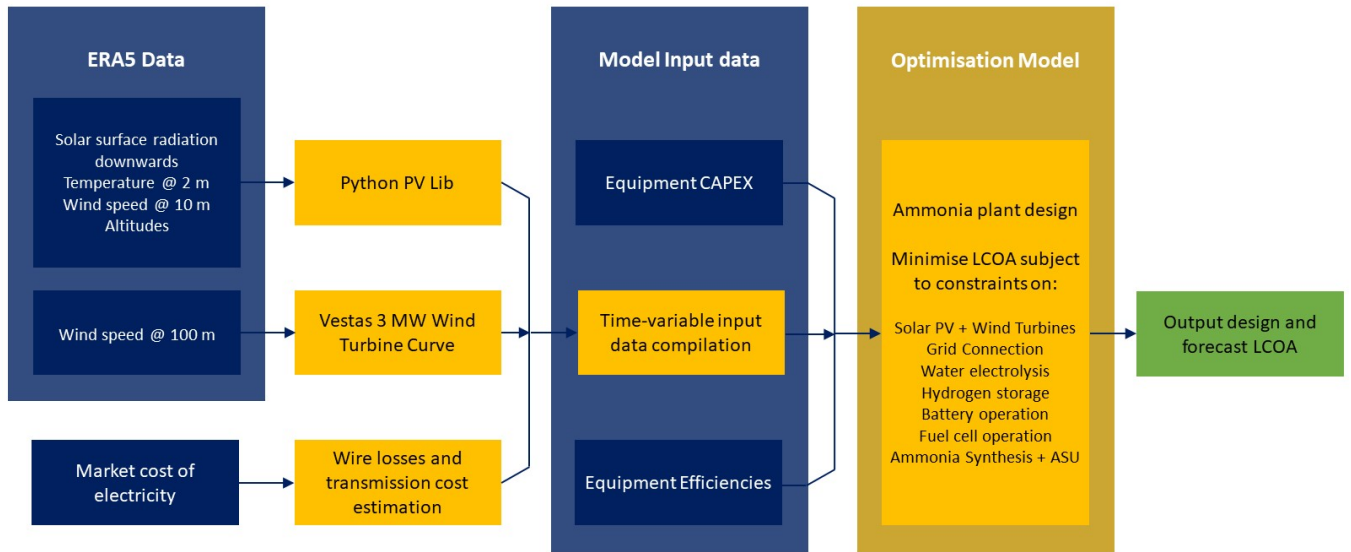 ERA5 Data
Solar surface radiation
downwards
Temperature @ 2 m
Wind speed @ 10 m
Altitudes
Wind speed @ 100 m
Market cost of
electricity
Python PV Lib
Vestas 3 MW Wind
Turbine Curve
Wire losses and
transmission cost
estimation
Model Input data
Equipment CAPEX
Time-variable input
data compilation
Equipment Efficiencies
Optimisation Model
Ammonia plant design
Minimise LCOA subject
to constraints on:
Solar PV + Wind Turbines
Grid Connection
Water electrolysis
Hydrogen storage
Battery operation
Fuel cell operation
Ammonia Synthesis + ASU
Output design and
forecast LCOA